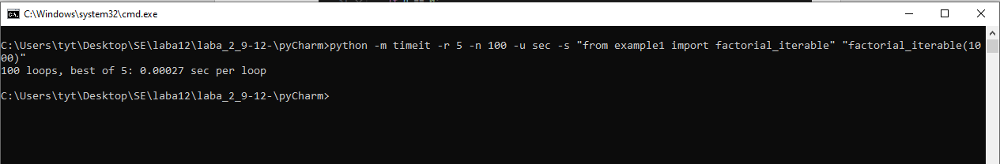 C:\Windows\system32\cmd.exe
C:\Users\tyt\Desktop\SE\laba12\laba_2_9-12-\pyCharm>python -m timeit -r 5 -n 100 -u sec -s "from example1 import factorial_iterable" "factorial_iterable(10
00)"
100 loops, best of 5: 0.00027 sec per loop
C:\Users\tyt\Desktop\SE\laba12\laba_2_9-12-\pyCharm>